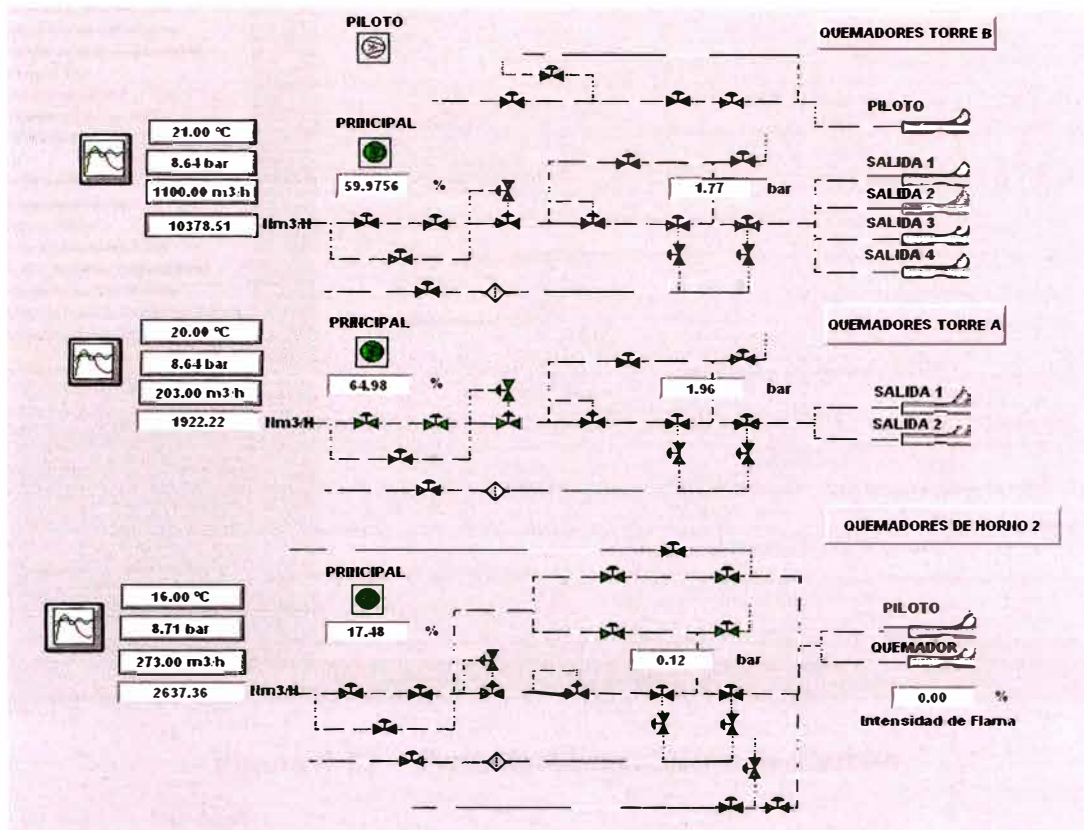 PILOTO
QUEMADORES TORRE B
PILOTO
21.00 ºC
PRINCIPAL
8.64 bar
SALIDA 1
1100.00 m3/h
59.9756 %
1.77 bar
SALIDA 2
10378.51 Nm3/H
SALIDA 3
SALIDA 4
QUEMADORES TORRE A
20.00 ºC
PRINCIPAL
8.64 bar
64.98 %
1.96 bar
SALIDA 1
203.00 m3/h
1922.22 Nm3/H
SALIDA 2
QUEMADORES DE HORNO 2
PRINCIPAL
16.00 ºC
8.71 bar
17.48 %
PILOTO
273.00 m3/h
0.12 bar
QUEMADOR
2637.36 Nm3/H
0.00 %
Intensidad de Flama